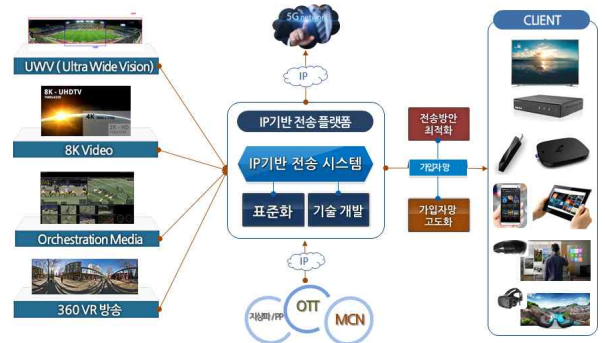 UWV ( Ultra Wide Vision)
8K - UHDTV
4K
8K Video
Orchestration Media
360 VR 방송
5G network
IP
IP기반 전송 플랫폼
IP기반 전송 시스템
표준화
기술 개발
IP
지상파/PP
OTT
MCN
전송방안
최적화
가입자 망
가입자망
고도화
CLIENT